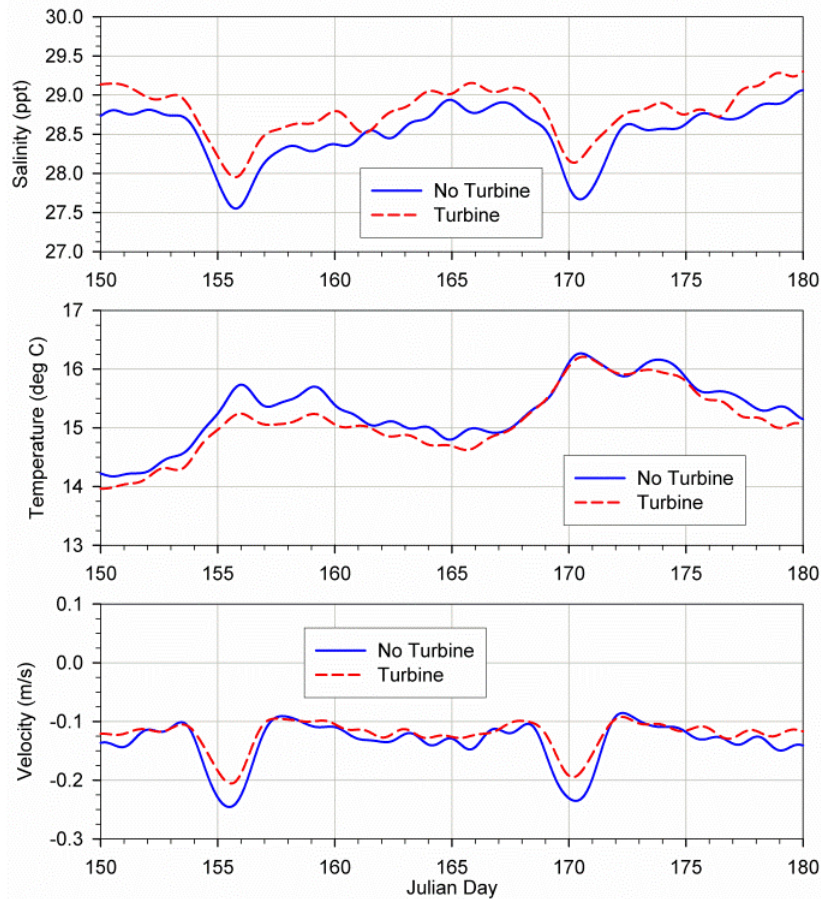 Salinity (ppt)
30.0
29.5
29.0
28.5
28.0
27.5
27.0
No Turbine
Turbine
150 155 160 165 170 175 180
Temperature (deg C)
17
16
15
14
13
No Turbine
Turbine
150 155 160 165 170 175 180
Velocity (m/s)
0.1
0.0
-0.1
-0.2
-0.3
No Turbine
Turbine
150 155 160 165 170 175 180
Julian Day